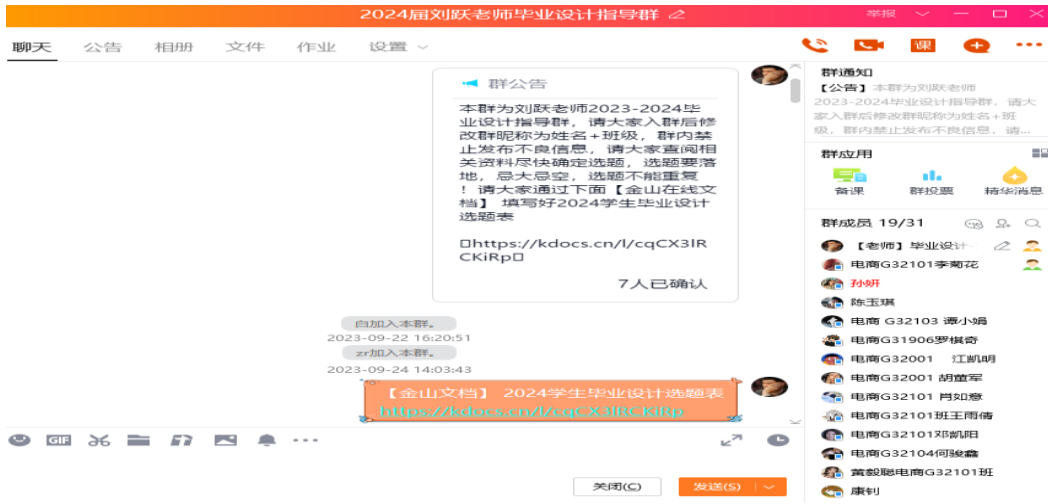 2024届刘跃老师毕业设计指导群
举报
聊天 公告 相册 文件 作业 设置
课
群公告
本群为刘跃老师2023-2024毕
业设计指导群，请大家入群后修
改群昵称为姓名+班级，群内禁
止发布不良信息，请大家查阅相
关资料尽快确定选题，选题要落
地，忌大忌空，选题不能重复
！请大家通过下面【金山在线文
档】 填写好2024学生毕业设计
选题表
https://kdocs.cn/l/cqCX3lR
CKiRp
7人已确认
白加入本群。
2023-09-22 16:20:51
zr加入本群。
2023-09-24 14:03:43
【金山文档】 2024学生毕业设计选题表
https://kdocs.cn/l/cqCX3lRCKiRp
GIF
关闭(C) 发送(S)
群通知
【公告】本群为刘跃老师
2023-2024毕业设计指导群，请大
家入群后修改群昵称为姓名+班
级，群内禁止发布不良信息，请...
群应用
备课 群投票 精华消息
群成员 19/31
【老师】毕业设计
电商G32101李菊花
孙妍
陈玉琪
电商 G32103 谭小娟
电商G31906罗棋奇
电商G32001 江凯明
电商G32001 胡董军
电商G32101 肖如意
电商G32101班王雨倩
电商G32101邓凯阳
电商G32104何骏鑫
黄毅聪电商G32101班
康钊